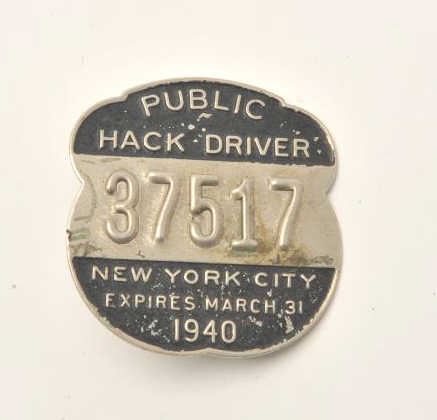 PUBLIC
HACK DRIVER
37517
NEW YORK CITY
EXPIRES MARCH 31
1940